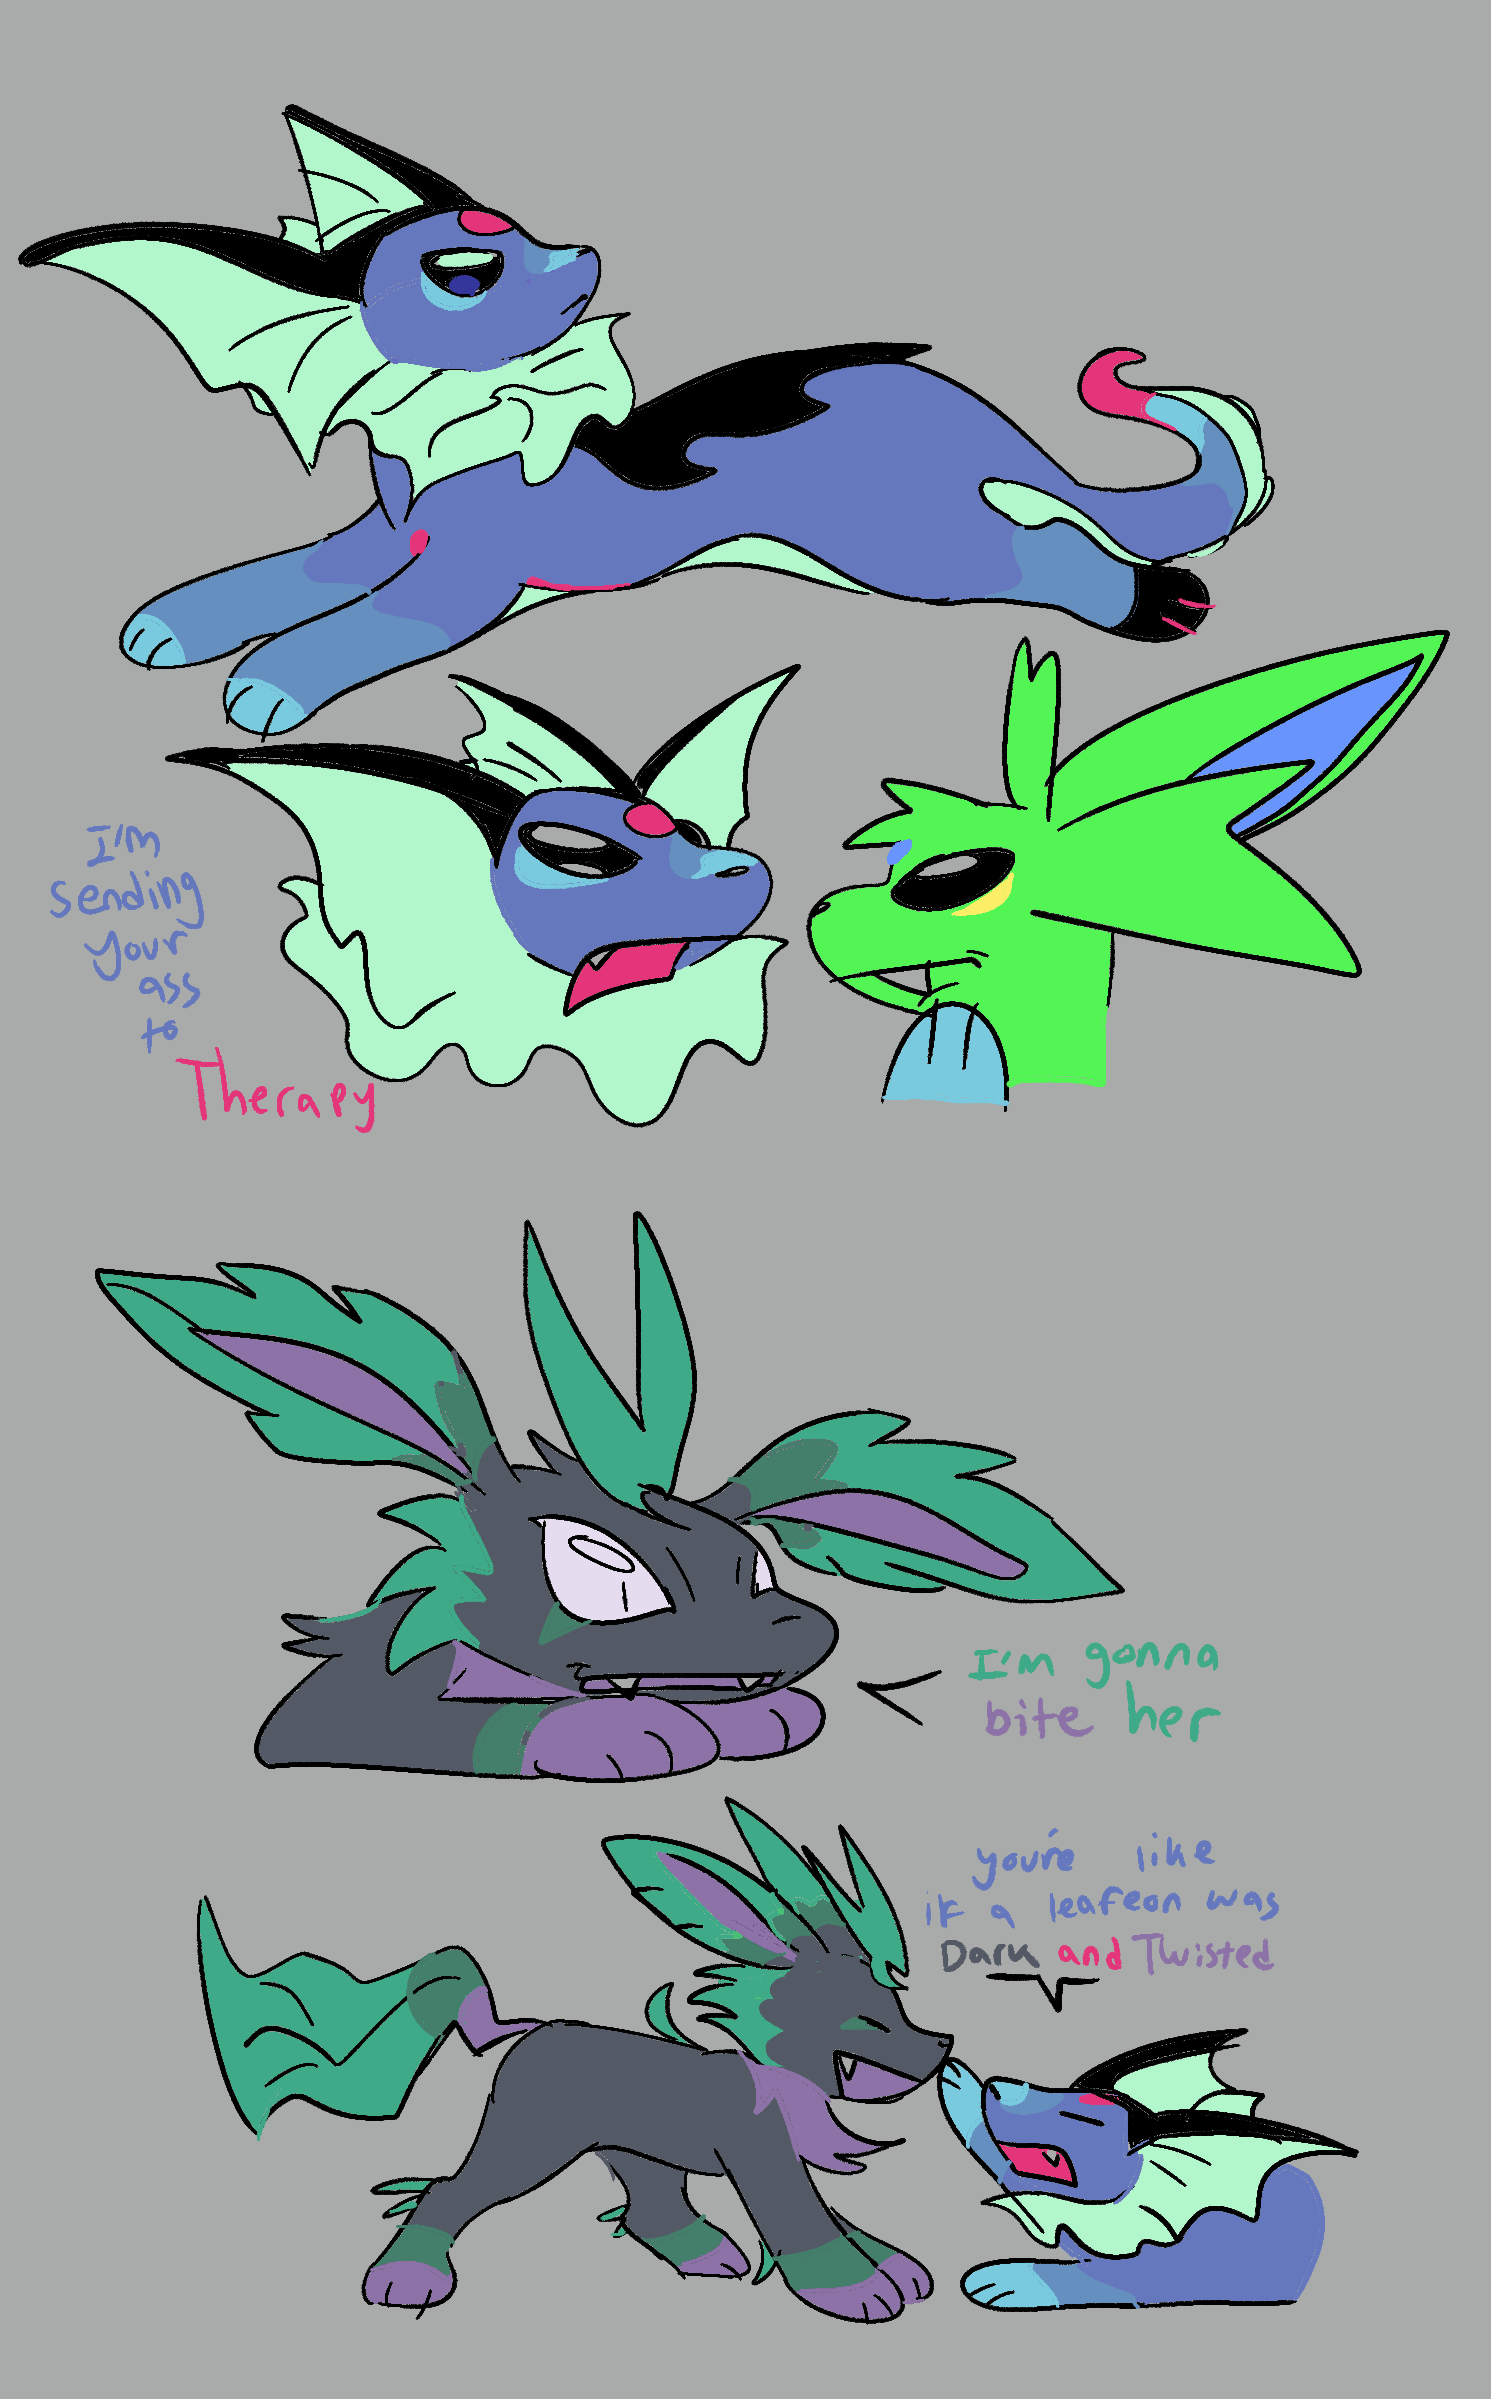 I'm
sending
your
ass
to
Therapy
I'm gonna
bite her
you're like
if a leafeon was
Dark and Twisted